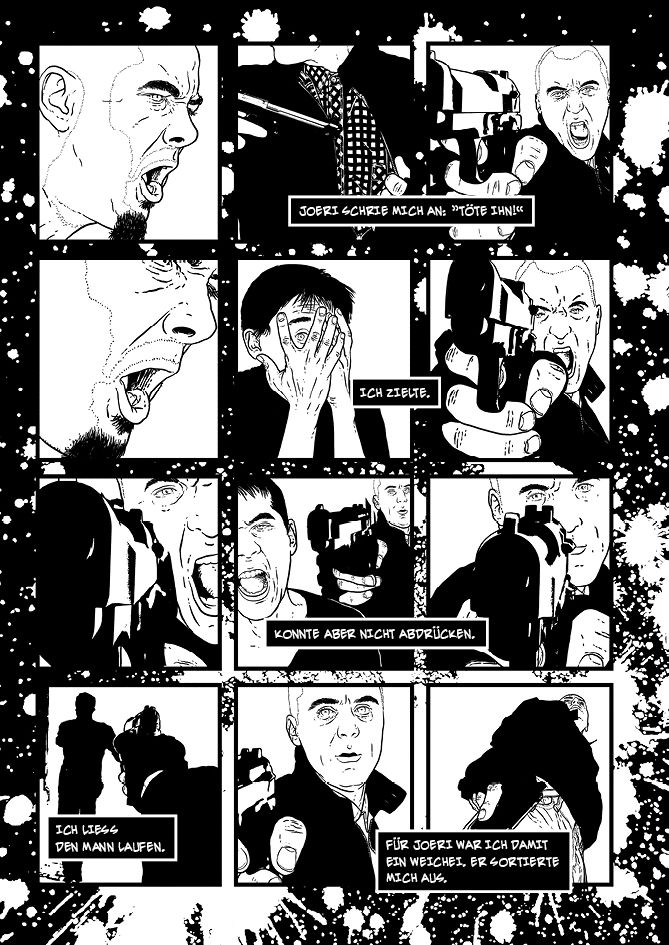 JOERI SCHRIE MICH AN: ”TÖTE IHN!“
ICH ZIELTE.
KONNTE ABER NICHT ABDRÜCKEN.
ICH LIESS
DEN MANN LAUFEN.
FÜR JOERI WAR ICH DAMIT
EIN WEICHEI. ER SORTIERTE
MICH AUS.